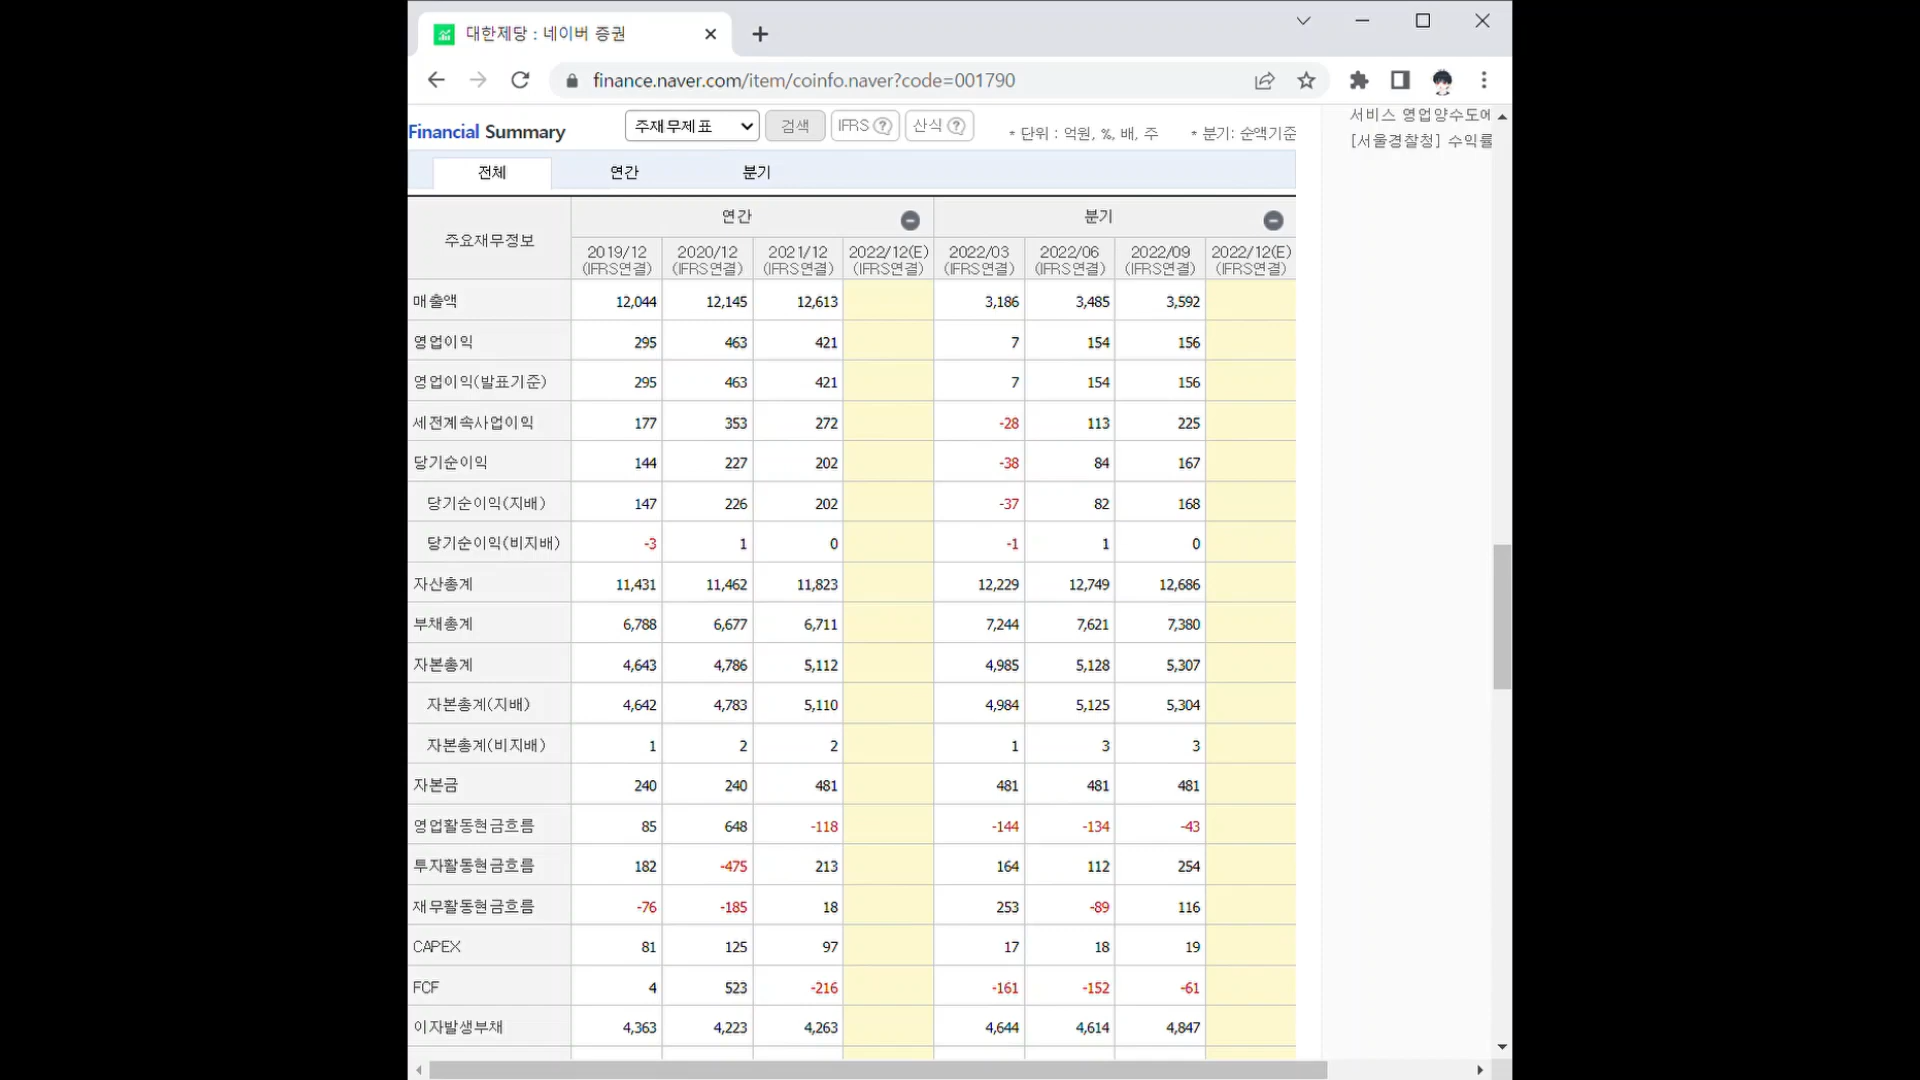 대한제당 : 네이버 증권
finance.naver.com/item/coinfo.naver?code=001790
서비스 영업양수도에
[서울경찰청] 수익률
Financial Summary 주재무제표 검색 IFRS ? 산식 ? * 단위 : 억원, %, 배, 주 * 분기: 순액기준
전체 연간 분기
주요재무정보 연간 분기
2019/12 2020/12 2021/12 2022/12(E) 2022/03 2022/06 2022/09 2022/12(E)
(IFRS연결) (IFRS연결) (IFRS연결) (IFRS연결) (IFRS연결) (IFRS연결) (IFRS연결) (IFRS연결)
매출액 12,044 12,145 12,613 3,186 3,485 3,592
영업이익 295 463 421 7 154 156
영업이익(발표기준) 295 463 421 7 154 156
세전계속사업이익 177 353 272 -28 113 225
당기순이익 144 227 202 -38 84 167
당기순이익(지배) 147 226 202 -37 82 168
당기순이익(비지배) -3 1 0 -1 1 0
자산총계 11,431 11,462 11,823 12,229 12,749 12,686
부채총계 6,788 6,677 6,711 7,244 7,621 7,380
자본총계 4,643 4,786 5,112 4,985 5,128 5,307
자본총계(지배) 4,642 4,783 5,110 4,984 5,125 5,304
자본총계(비지배) 1 2 2 1 3 3
자본금 240 240 481 481 481 481
영업활동현금흐름 85 648 -118 -144 -134 -43
투자활동현금흐름 182 -475 213 164 112 254
재무활동현금흐름 -76 -185 18 253 -89 116
CAPEX 81 125 97 17 18 19
FCF 4 523 -216 -161 -152 -61
이자발생부채 4,363 4,223 4,263 4,644 4,614 4,847